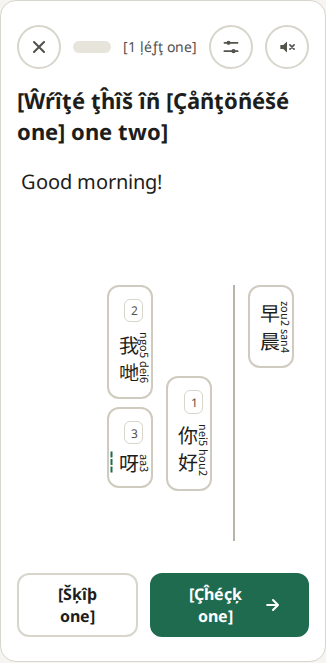 [1 ļéƒţ one]
[Ŵŕîţé ţĥîš îñ [Çåñţöñéšé
one] one two]
Good morning!
早晨
zou2 san4
1
你好
nei5 hou2
2
我哋
ngo5 dei6
3
呀
aa3
[Šķîþ
one]
[Çĥéçķ
one]